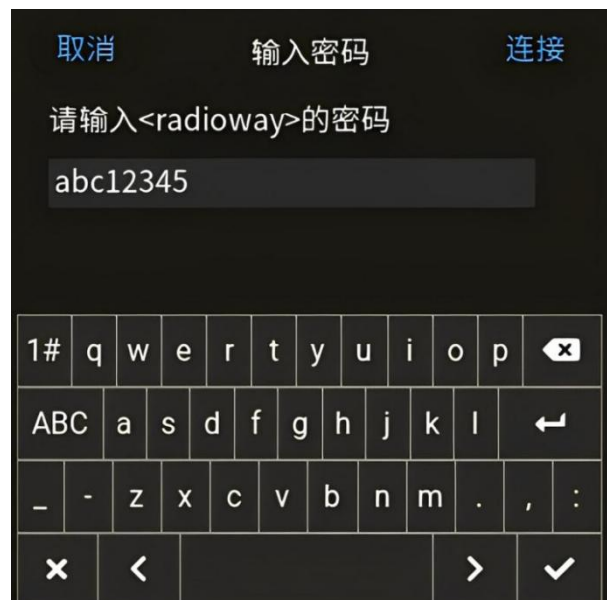 取消 输入密码 连接
请输入<radioway>的密码
abc12345
1# q w e r t y u i o p
ABC a s d f g h j k l
_ - z x c v b n m . , :